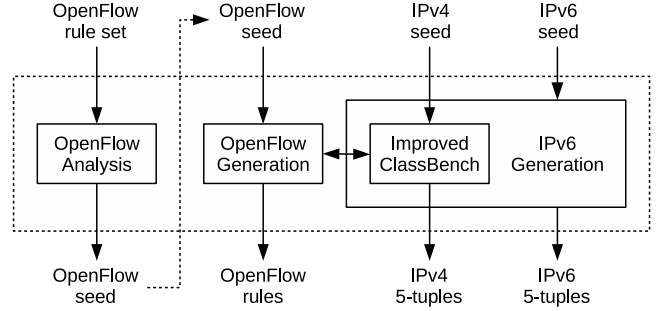 OpenFlow
rule set
OpenFlow
seed
IPv4
seed
IPv6
seed
OpenFlow
Analysis
OpenFlow
Generation
Improved
ClassBench
IPv6
Generation
OpenFlow
seed
OpenFlow
rules
IPv4
5-tuples
IPv6
5-tuples